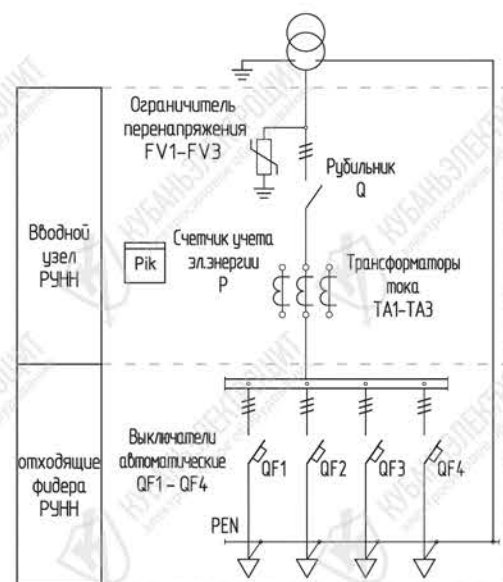 Ограничитель
перенапряжения
FV1-FV3
Рубильник
Q
Вводной
узел
РУНН
Pik
Счетчик учета
эл.энергии
P
Трансформаторы
тока
ТА1-ТА3
отходящие
фидера
РУНН
Выключатели
автоматические
QF1 - QF4
QF1
QF2
QF3
QF4
PEN
КУБАНЬЭЛЕКТРОЩИТ